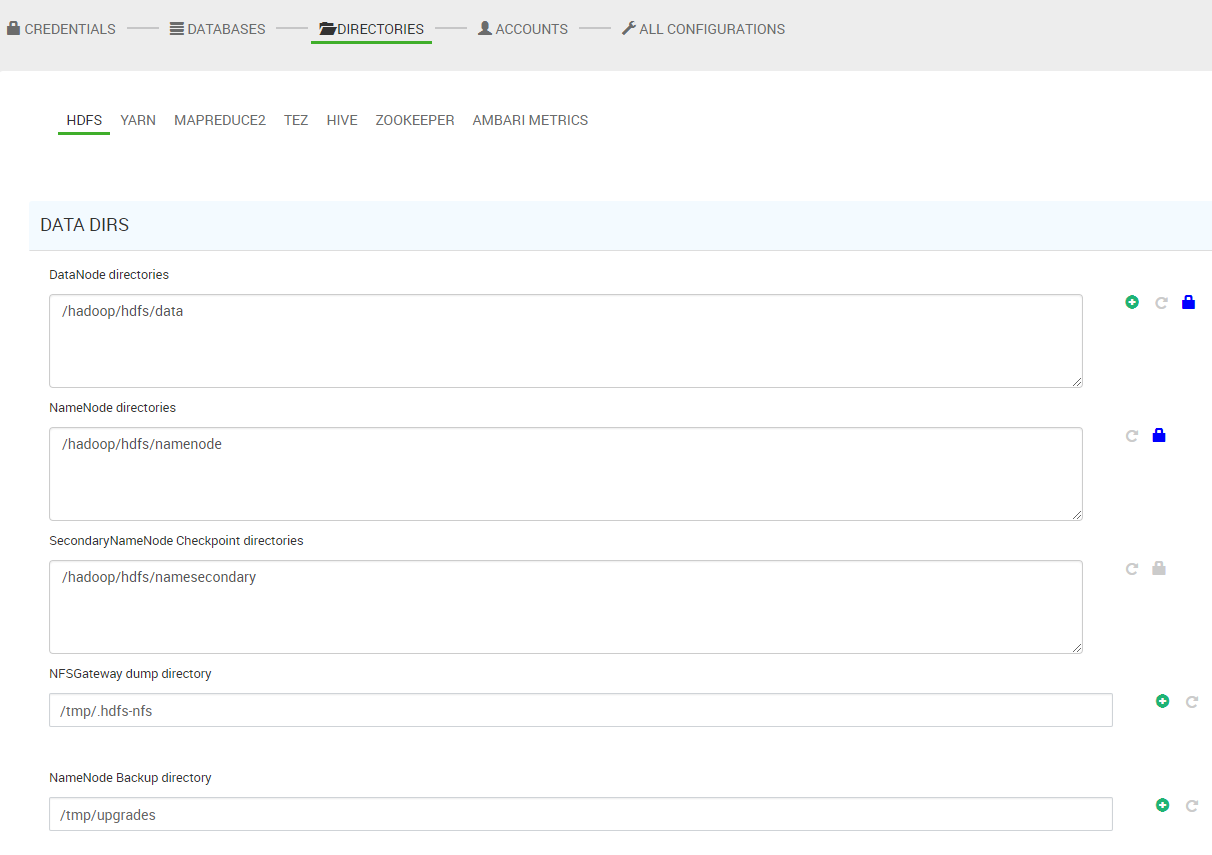 CREDENTIALS DATABASES DIRECTORIES ACCOUNTS ALL CONFIGURATIONS
HDFS YARN MAPREDUCE2 TEZ HIVE ZOOKEEPER AMBARI METRICS
DATA DIRS
DataNode directories
/hadoop/hdfs/data
NameNode directories
/hadoop/hdfs/namenode
SecondaryNameNode Checkpoint directories
/hadoop/hdfs/namesecondary
NFSGateway dump directory
/tmp/.hdfs-nfs
NameNode Backup directory
/tmp/upgrades